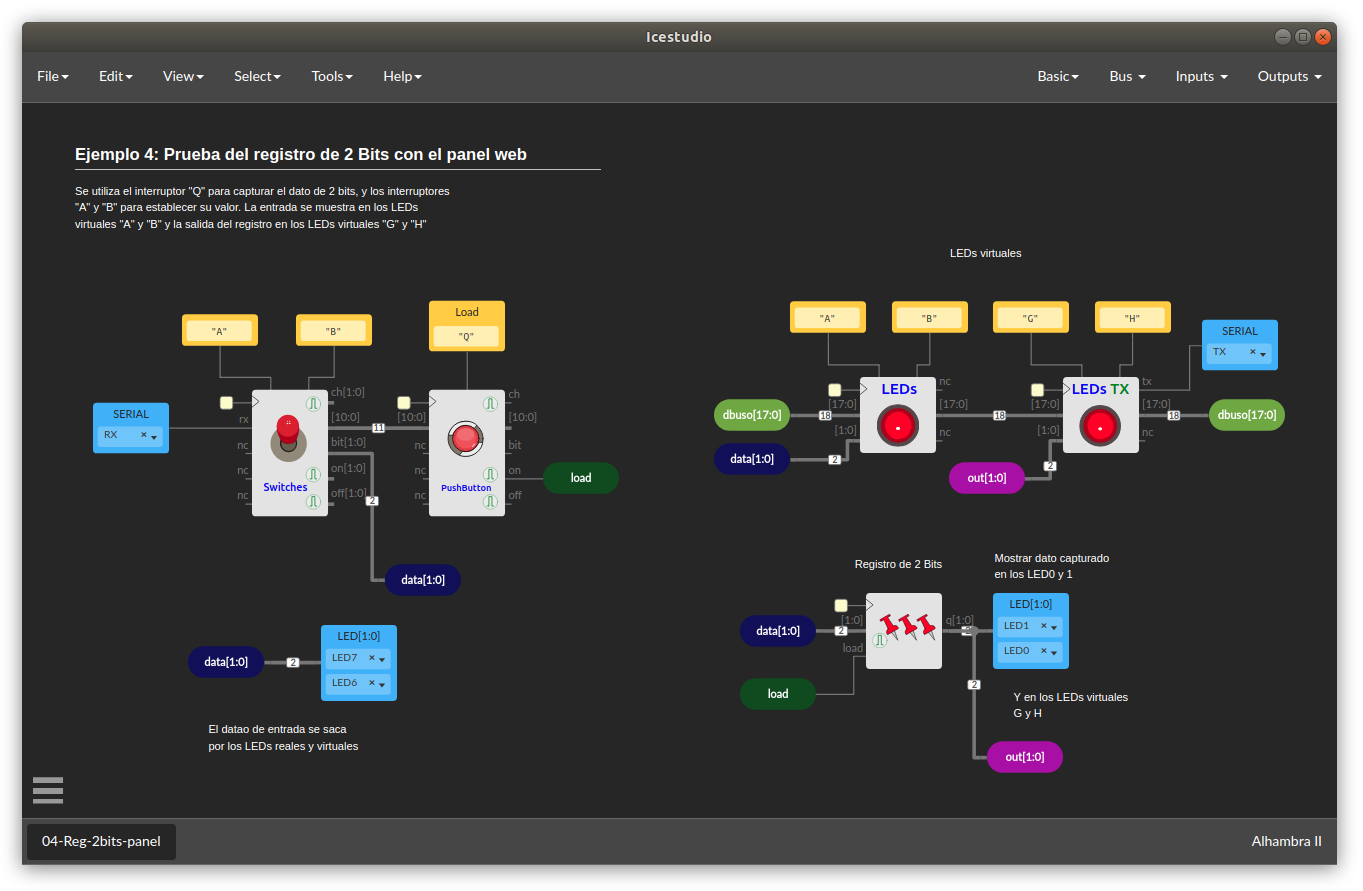 Icestudio
File Edit View Select Tools Help Basic Bus Inputs Outputs
Ejemplo 4: Prueba del registro de 2 Bits con el panel web
Se utiliza el interruptor "Q" para capturar el dato de 2 bits, y los interruptores
"A" y "B" para establecer su valor. La entrada se muestra en los LEDs
virtuales "A" y "B" y la salida del registro en los LEDs virtuales "G" y "H"
"A"
"B"
Load
"Q"
SERIAL
RX
rx
nc
nc
nc
Switches
ch[1:0]
[10:0]
bit[1:0]
on[1:0]
off[1:0]
11
2
[10:0]
nc
nc
nc
PushButton
ch
[10:0]
bit
on
off
load
data[1:0]
data[1:0]
2
LED[1:0]
LED7
LED6
El datao de entrada se saca
por los LEDs reales y virtuales
LEDs virtuales
"A"
"B"
"G"
"H"
SERIAL
TX
dbuso[17:0]
18
[17:0]
data[1:0]
2
[1:0]
LEDs
nc
[17:0]
nc
18
[17:0]
[1:0]
LEDs TX
tx
[17:0]
nc
18
dbuso[17:0]
out[1:0]
2
Registro de 2 Bits
Mostrar dato capturado
en los LED0 y 1
data[1:0]
2
[1:0]
load
q[1:0]
LED[1:0]
LED1
LED0
load
2
Y en los LEDs virtuales
G y H
out[1:0]
04-Reg-2bits-panel
Alhambra II